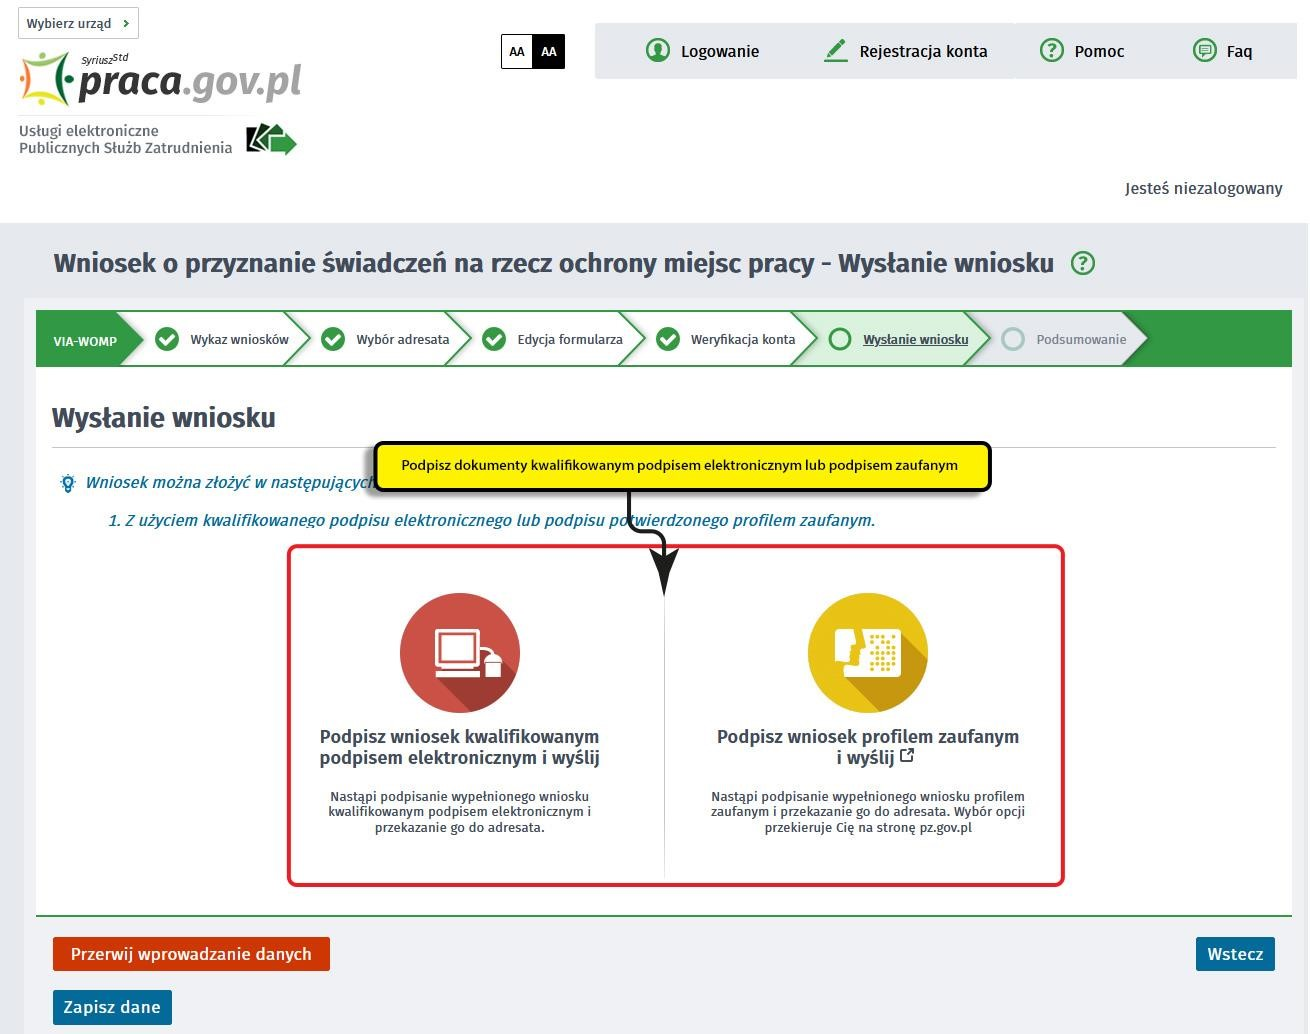 Wybierz urząd
AA AA
Logowanie
Rejestracja konta
Pomoc
Faq
SyriuszStd
praca.gov.pl
Usługi elektroniczne
Publicznych Służb Zatrudnienia
Jesteś niezalogowany
Wniosek o przyznanie świadczeń na rzecz ochrony miejsc pracy - Wysłanie wniosku
VIA-WOMP
Wykaz wniosków
Wybór adresata
Edycja formularza
Weryfikacja konta
Wysłanie wniosku
Podsumowanie
Wysłanie wniosku
Podpisz dokumenty kwalifikowanym podpisem elektronicznym lub podpisem zaufanym
Wniosek można złożyć w następujących
1. Z użyciem kwalifikowanego podpisu elektronicznego lub podpisu potwierdzonego profilem zaufanym.
Podpisz wniosek kwalifikowanym
podpisem elektronicznym i wyślij
Nastąpi podpisanie wypełnionego wniosku
kwalifikowanym podpisem elektronicznym i
przekazanie go do adresata.
Podpisz wniosek profilem zaufanym
i wyślij
Nastąpi podpisanie wypełnionego wniosku profilem
zaufanym i przekazanie go do adresata. Wybór opcji
przekieruje Cię na stronę pz.gov.pl
Przerwij wprowadzanie danych
Wstecz
Zapisz dane